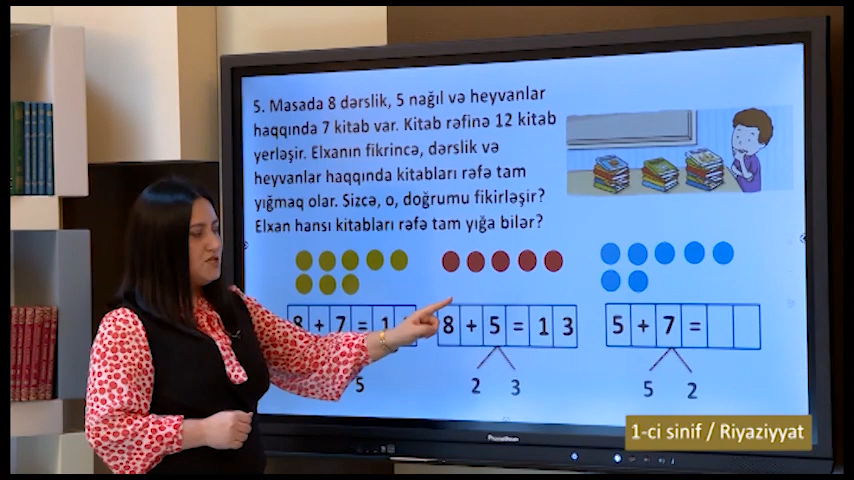 5. Masada 8 dərslik, 5 nağıl və heyvanlar
haqqında 7 kitab var. Kitab rəfinə 12 kitab
yerləşir. Elxanın fikrincə, dərslik və
heyvanlar haqqında kitabları rəfə tam
yığmaq olar. Sizcə, o, doğrumu fikirləşir?
Elxan hansı kitabları rəfə tam yığa bilər?
8 + 7 = 1
8 + 5 = 1 3
5 + 7 =
5
2 3
5 2
Promethean
1-ci sinif / Riyaziyyat